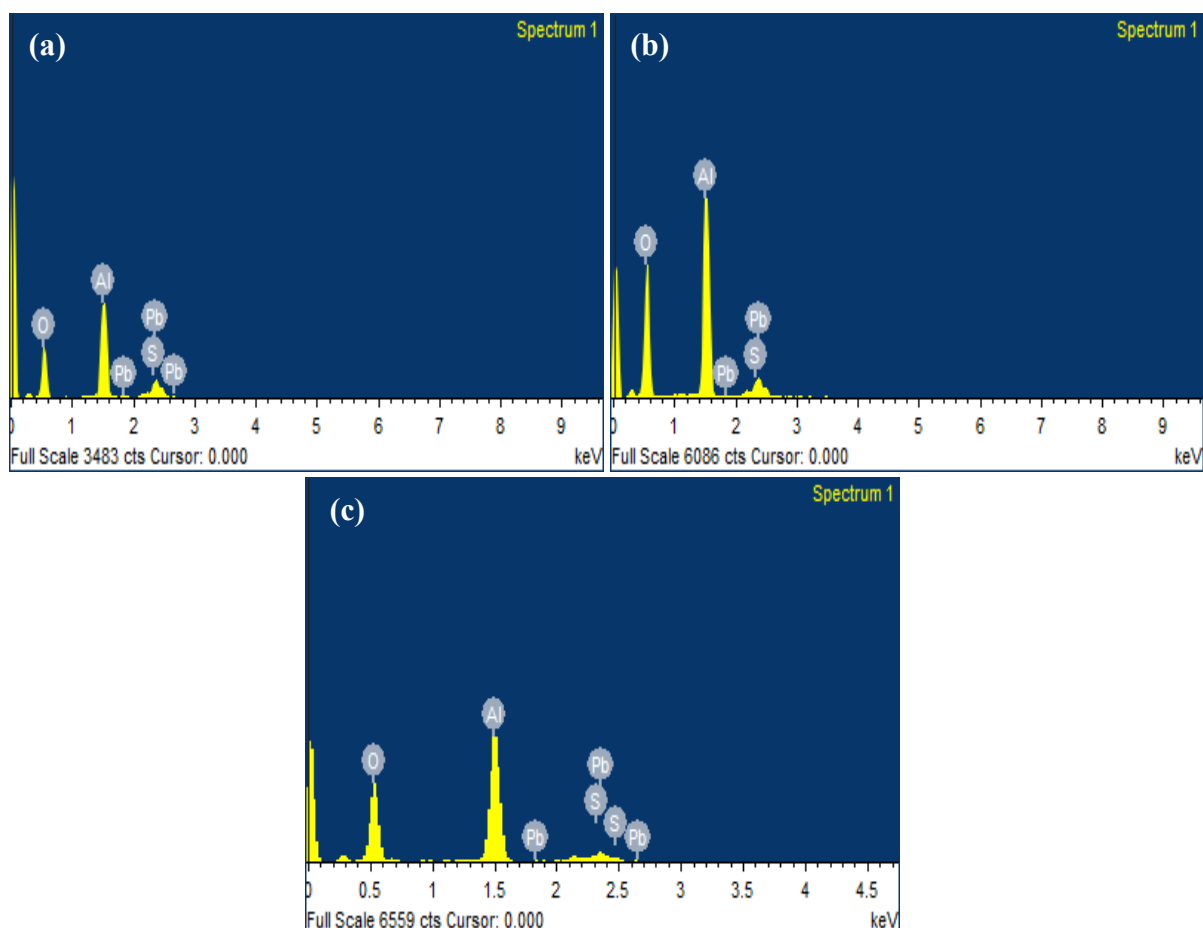 (a)
Spectrum 1
Al
O
Pb
S
Pb
Pb
0 1 2 3 4 5 6 7 8 9
Full Scale 3483 cts Cursor: 0.000
keV
(b)
Spectrum 1
Al
O
Pb
S
Pb
0 1 2 3 4 5 6 7 8 9
Full Scale 6086 cts Cursor: 0.000
keV
(c)
Spectrum 1
Al
O
Pb
S
S
Pb
Pb
0 0.5 1 1.5 2 2.5 3 3.5 4 4.5
Full Scale 6559 cts Cursor: 0.000
keV